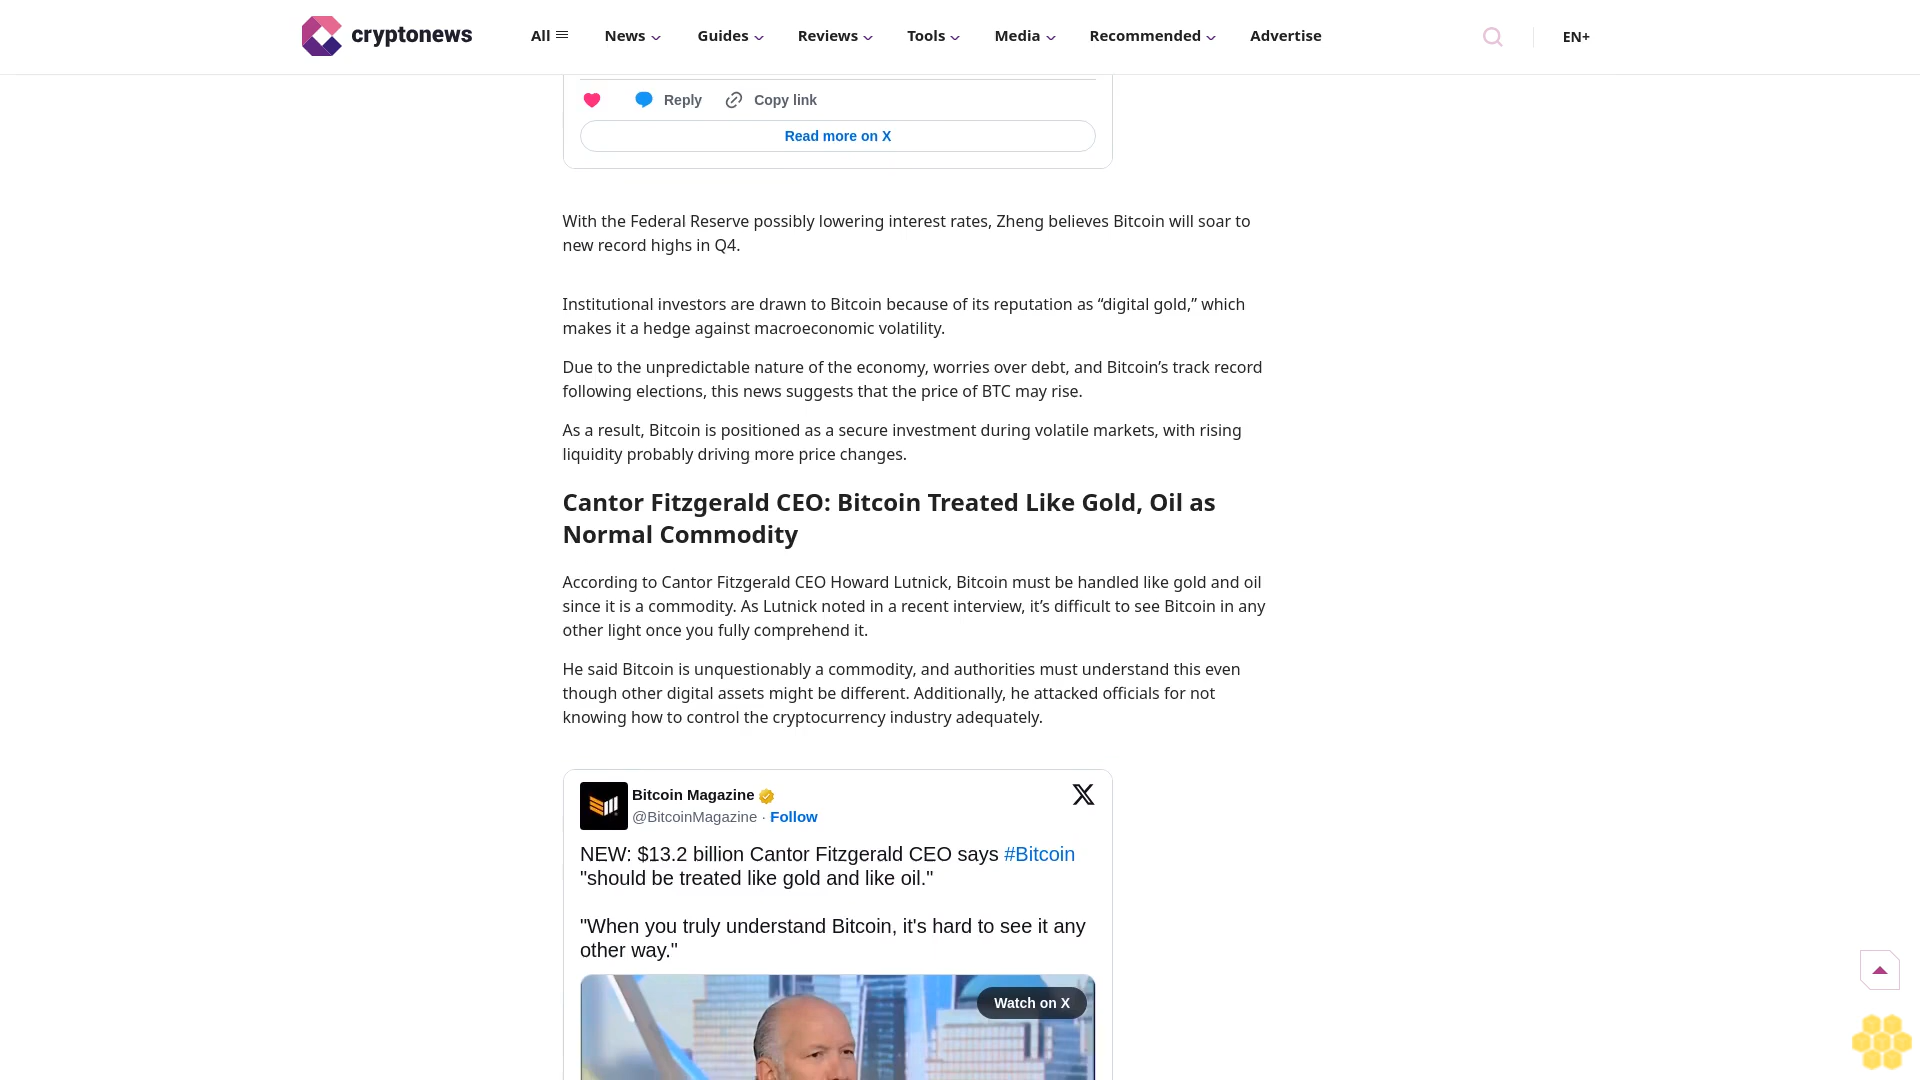 cryptonews
All
News
Guides
Reviews
Tools
Media
Recommended
Advertise
EN+
Reply
Copy link
Read more on X
With the Federal Reserve possibly lowering interest rates, Zheng believes Bitcoin will soar to
new record highs in Q4.
Institutional investors are drawn to Bitcoin because of its reputation as “digital gold,” which
makes it a hedge against macroeconomic volatility.
Due to the unpredictable nature of the economy, worries over debt, and Bitcoin’s track record
following elections, this news suggests that the price of BTC may rise.
As a result, Bitcoin is positioned as a secure investment during volatile markets, with rising
liquidity probably driving more price changes.
Cantor Fitzgerald CEO: Bitcoin Treated Like Gold, Oil as
Normal Commodity
According to Cantor Fitzgerald CEO Howard Lutnick, Bitcoin must be handled like gold and oil
since it is a commodity. As Lutnick noted in a recent interview, it’s difficult to see Bitcoin in any
other light once you fully comprehend it.
He said Bitcoin is unquestionably a commodity, and authorities must understand this even
though other digital assets might be different. Additionally, he attacked officials for not
knowing how to control the cryptocurrency industry adequately.
Bitcoin Magazine
@BitcoinMagazine · Follow
NEW: $13.2 billion Cantor Fitzgerald CEO says #Bitcoin
"should be treated like gold and like oil."
"When you truly understand Bitcoin, it's hard to see it any
other way."
Watch on X